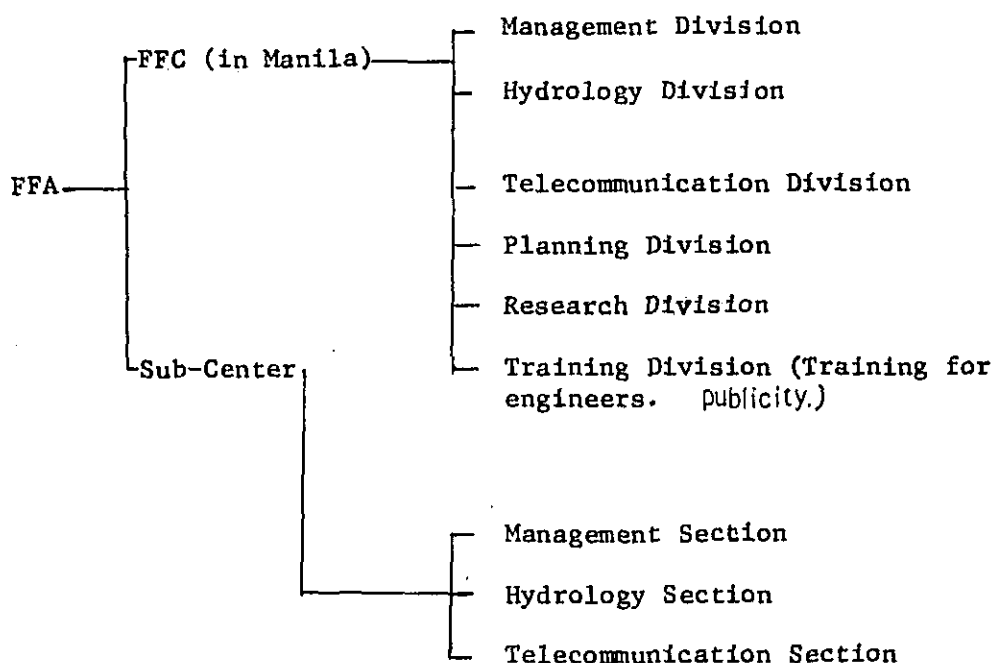 Management Division
FFC (in Manila)
Hydrology Division
FFA
Telecommunication Division
Planning Division
Research Division
Sub-Center
Training Division (Training for
engineers. publicity.)
Management Section
Hydrology Section
Telecommunication Section